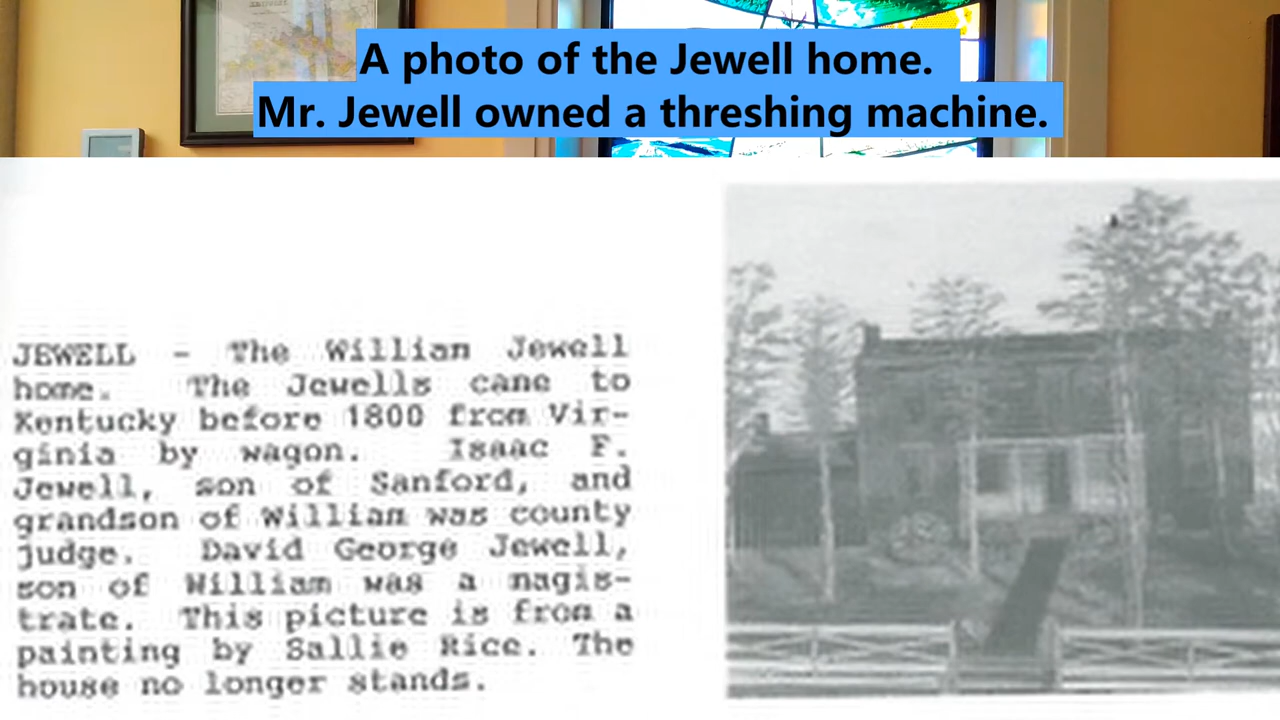 A photo of the Jewell home.
Mr. Jewell owned a threshing machine.
JEWELL - The William Jewell
home. The Jewells came to
Kentucky before 1800 from Vir-
ginia by wagon. Isaac F.
Jewell, son of Sanford, and
grandson of William was county
judge. David George Jewell,
son of William was a magis-
trate. This picture is from a
painting by Sallie Rice. The
house no longer stands.